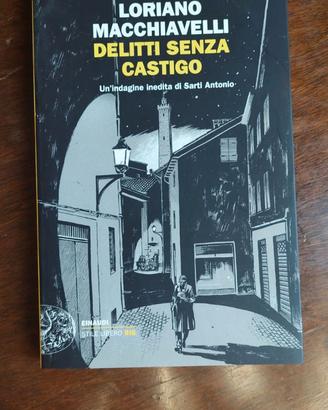 LORIANO
MACCHIAVELLI
DELITTI SENZA
CASTIGO
Un'indagine inedita di Sarti Antonio
EINAUDI
STILE LIBERO BIG